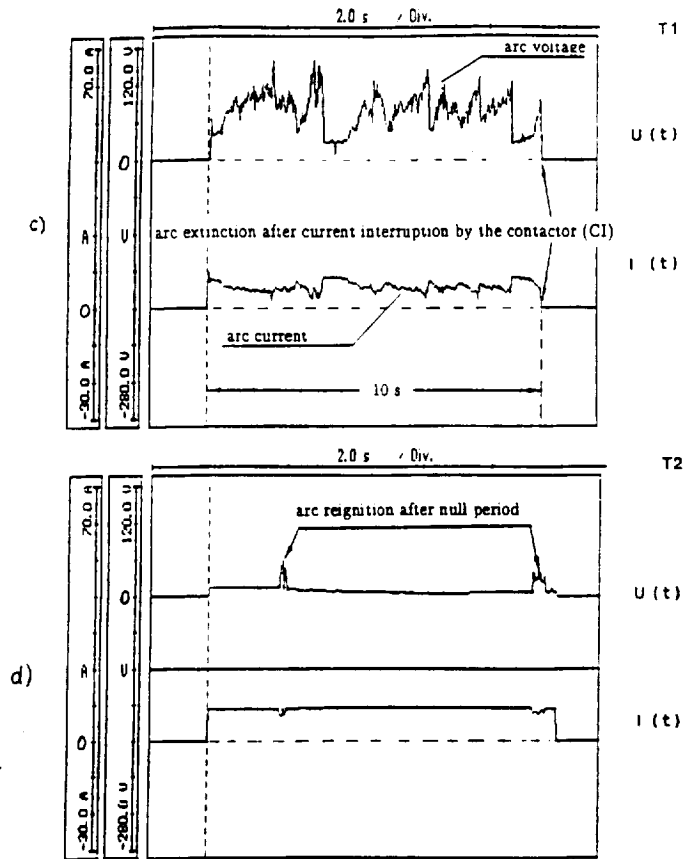 2.0 s / Div.
T1
70.0 A
120.0 V
arc voltage
U (t)
0
c)
A
V
arc extinction after current interruption by the contactor (CI)
I (t)
0
arc current
-30.0 A
-280.0 V
10 s
2.0 s / Div.
T2
70.0 A
120.0 V
arc reignition after null period
0
0
U (t)
d)
A
V
0
I (t)
-30.0 A
-280.0 V